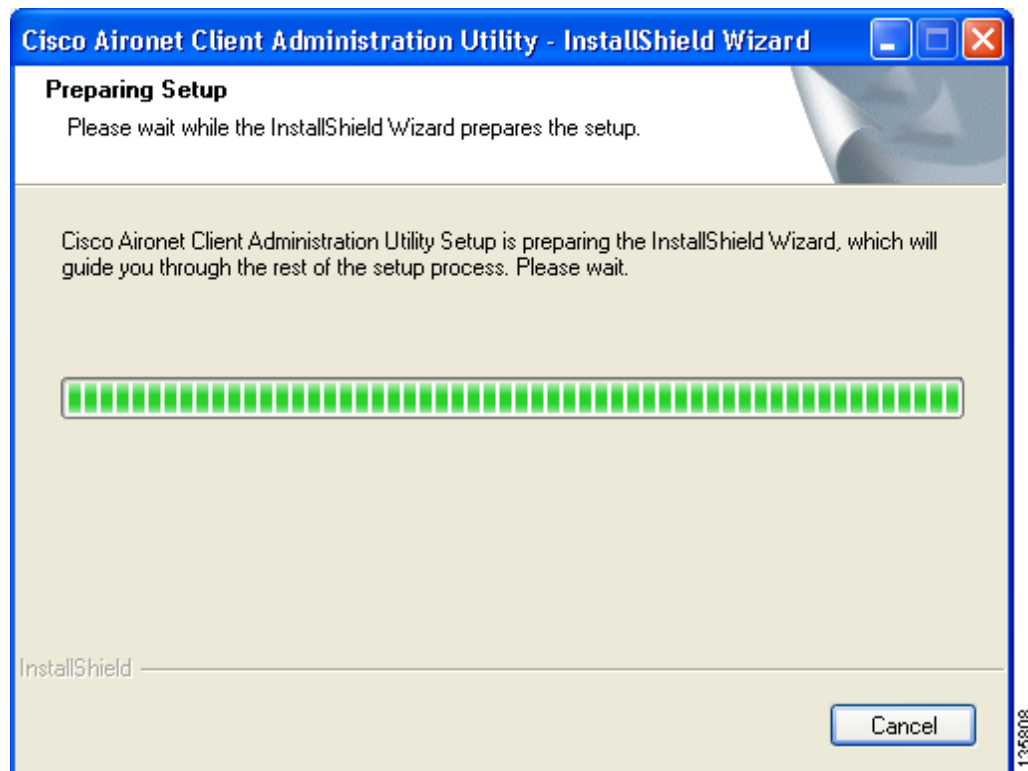 Cisco Aironet Client Administration Utility - InstallShield Wizard
Preparing Setup
Please wait while the InstallShield Wizard prepares the setup.
Cisco Aironet Client Administration Utility Setup is preparing the InstallShield Wizard, which will
guide you through the rest of the setup process. Please wait.
InstallShield
Cancel
135808